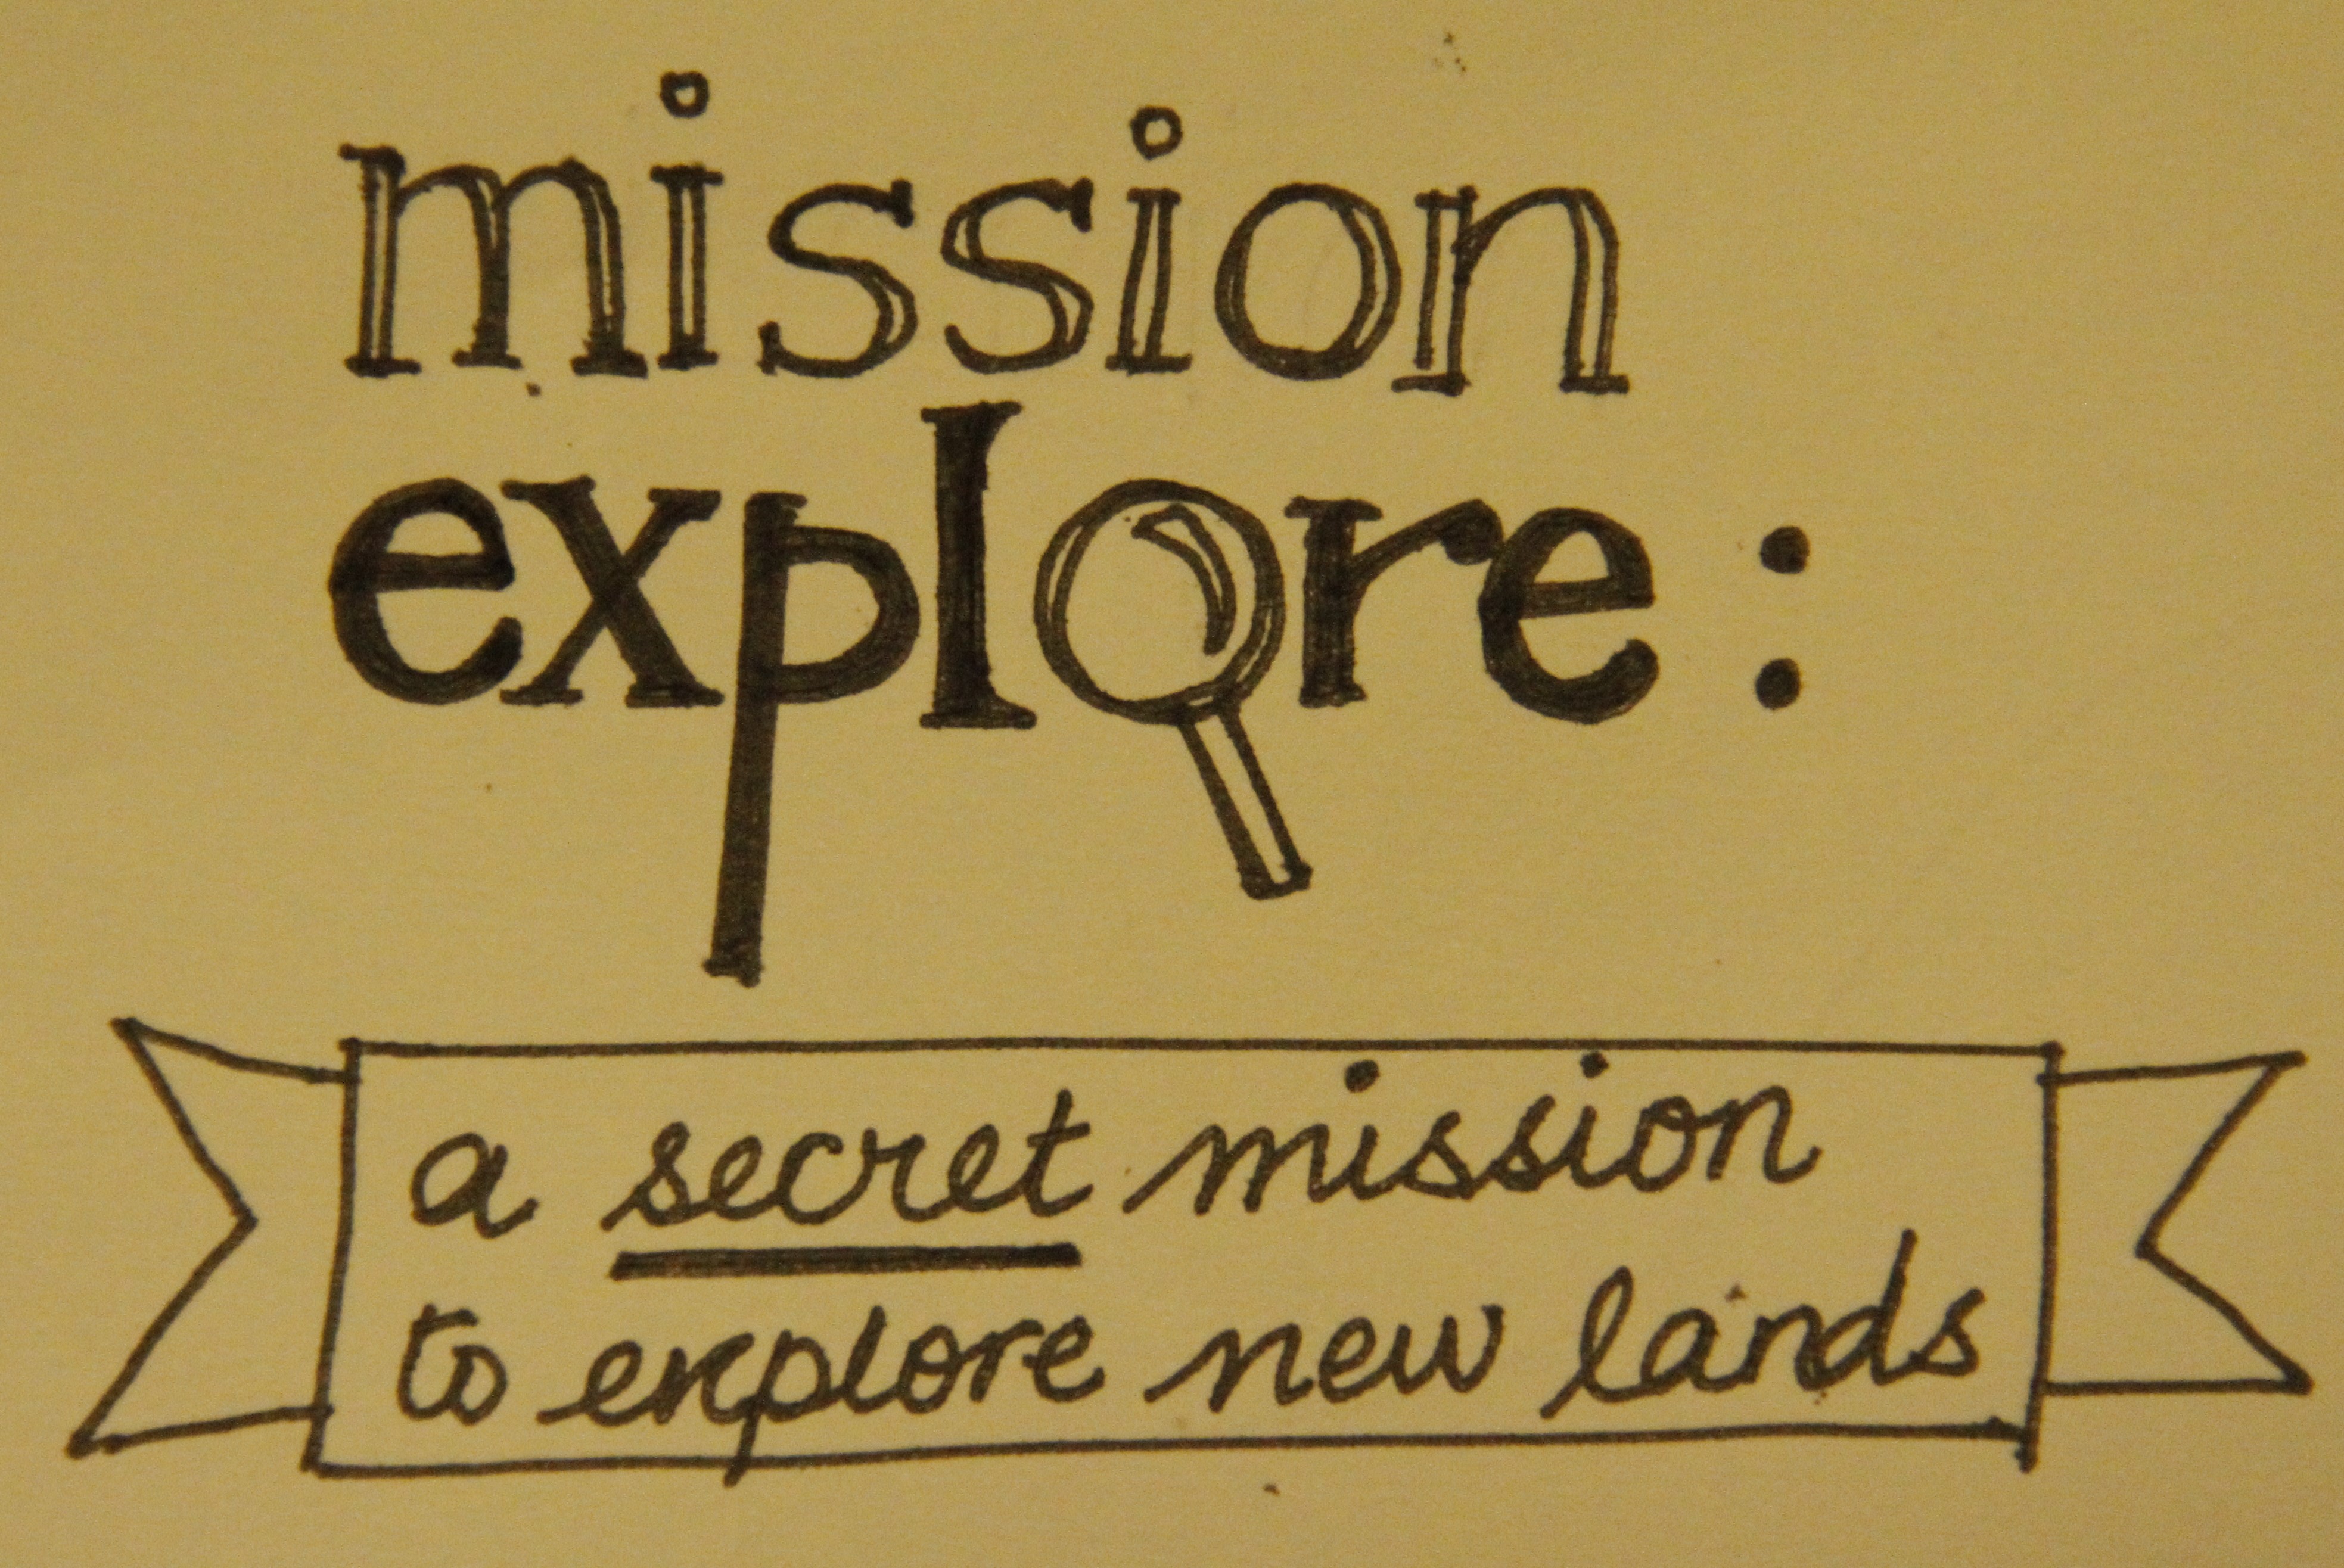 mission
explore:
a secret mission
to explore new lands